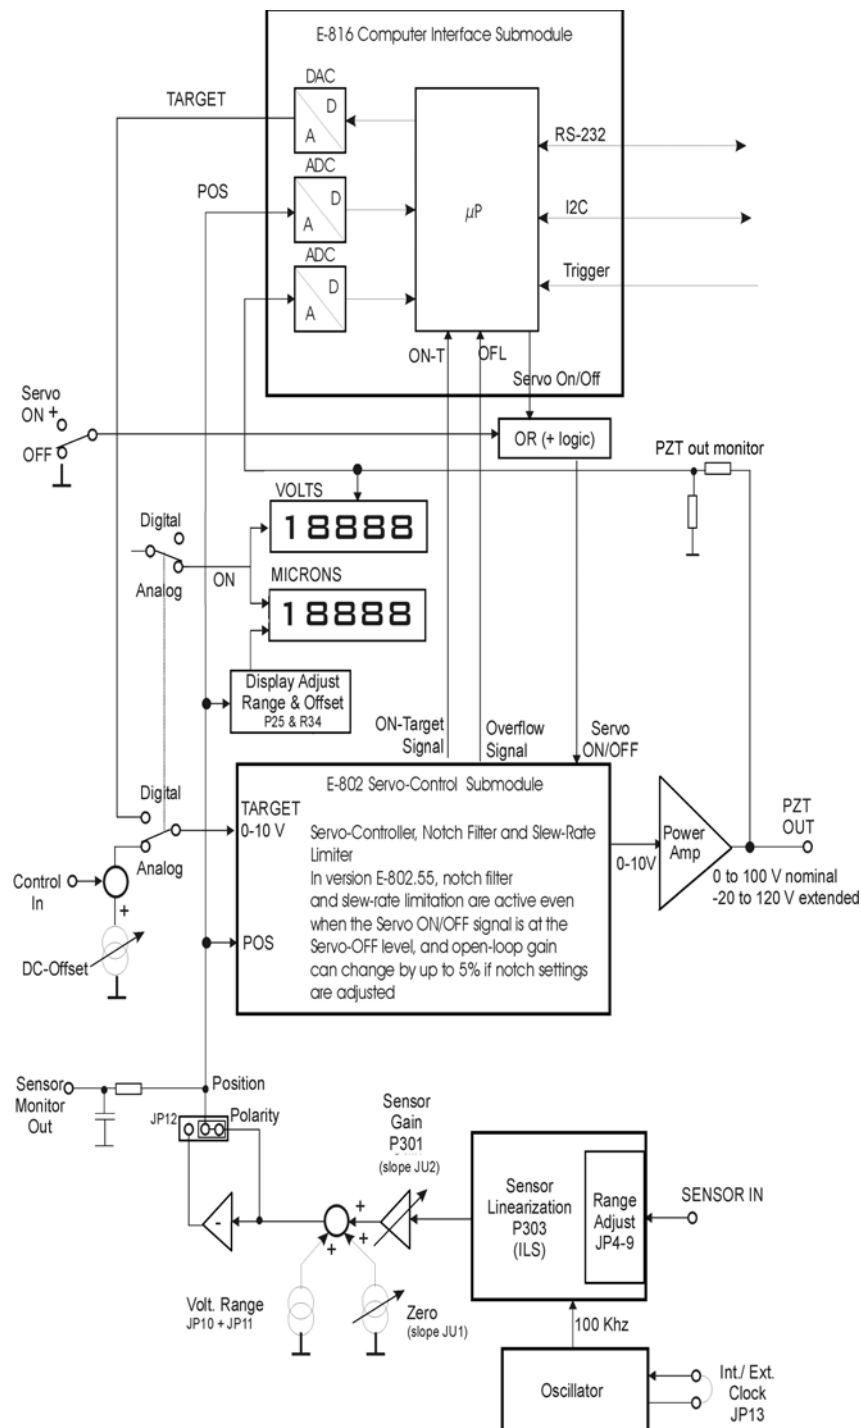 E-816 Computer Interface Submodule
DAC
D
A
TARGET
ADC
D
A
POS
ADC
D
A
µP
RS-232
I2C
Trigger
ON-T
OFL
Servo On/Off
Servo
ON +
OFF
OR (+ logic)
PZT out monitor
VOLTS
18888
Digital
Analog
ON
MICRONS
18888
Display Adjust
Range & Offset
P25 & R34
ON-Target
Signal
Overflow
Signal
Servo
ON/OFF
E-802 Servo-Control Submodule
Digital
Analog
TARGET
0-10 V
Servo-Controller, Notch Filter and Slew-Rate
Limiter
In version E-802.55, notch filter
and slew-rate limitation are active even
when the Servo ON/OFF signal is at the
Servo-OFF level, and open-loop gain
can change by up to 5% if notch settings
are adjusted
POS
0-10V
Power
Amp
PZT
OUT
0 to 100 V nominal
-20 to 120 V extended
Control
In
+
DC-Offset
Sensor
Monitor
Out
Position
JP12
Polarity
Sensor
Gain
P301
(slope JU2)
-
+
+
+
Volt. Range
JP10 + JP11
Zero
(slope JU1)
Sensor
Linearization
P303
(ILS)
Range
Adjust
JP4-9
SENSOR IN
100 Khz
Oscillator
Int./ Ext.
Clock
JP13